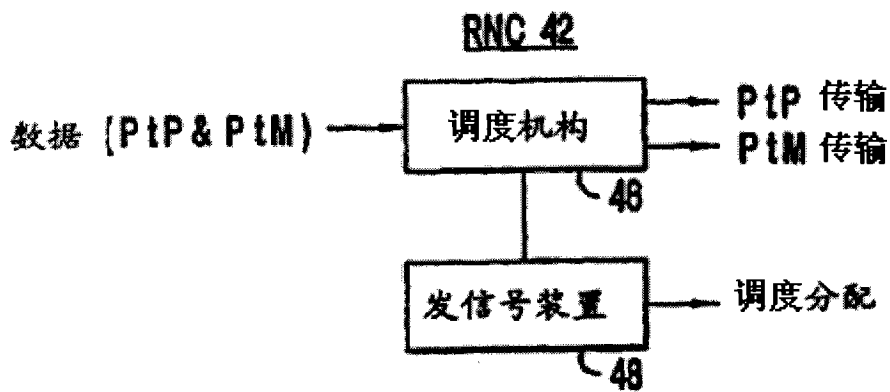 RNC 42
数据 (PtP & PtM)
调度机构
PtP 传输
PtM 传输
46
发信号装置
调度分配
48